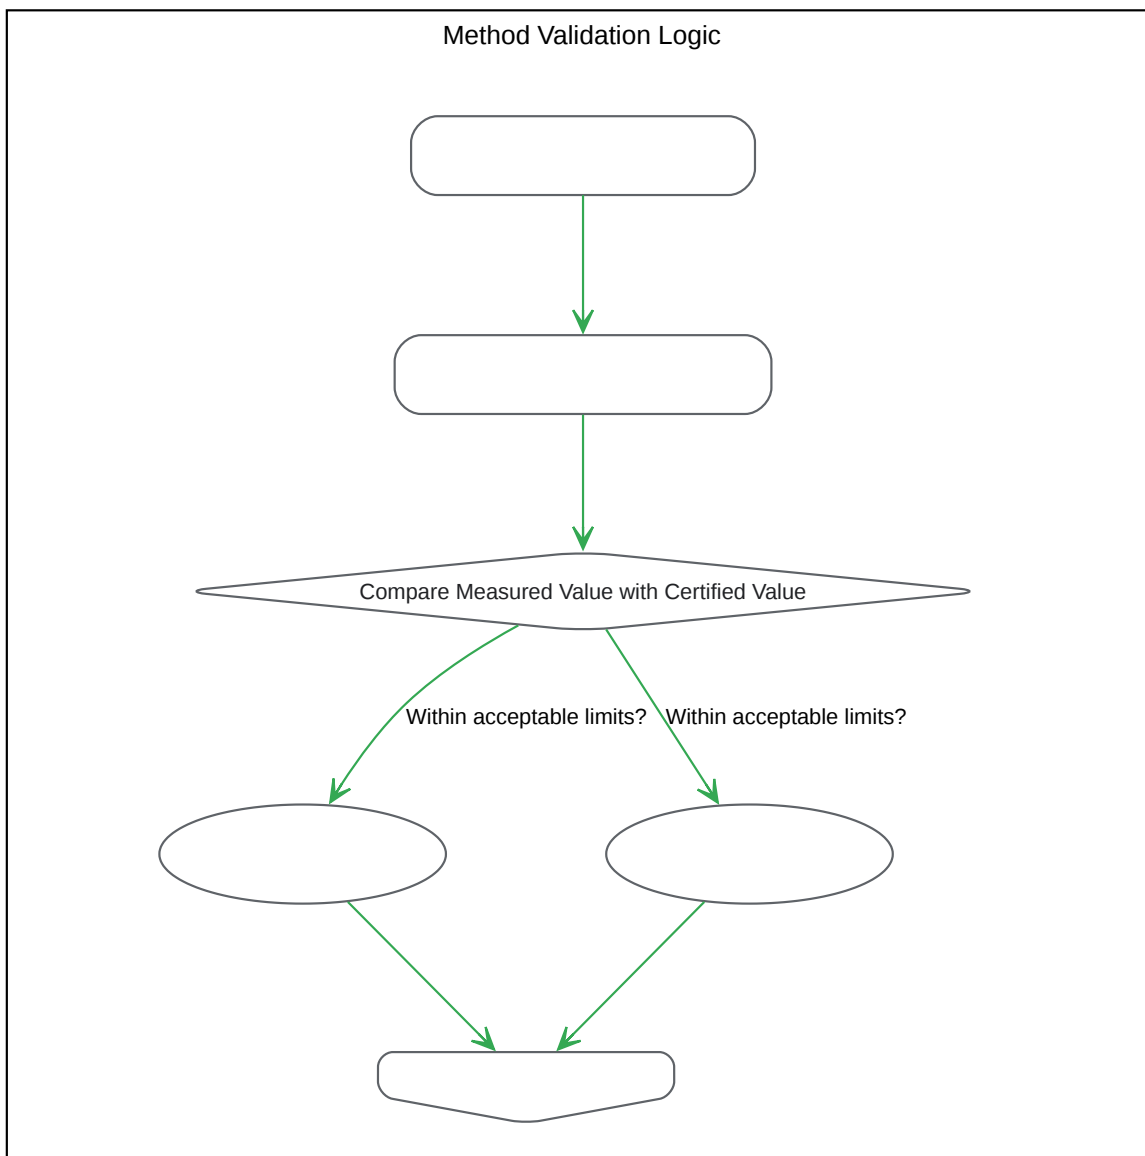 Method Validation Logic
Compare Measured Value with Certified Value
Within acceptable limits?
Within acceptable limits?